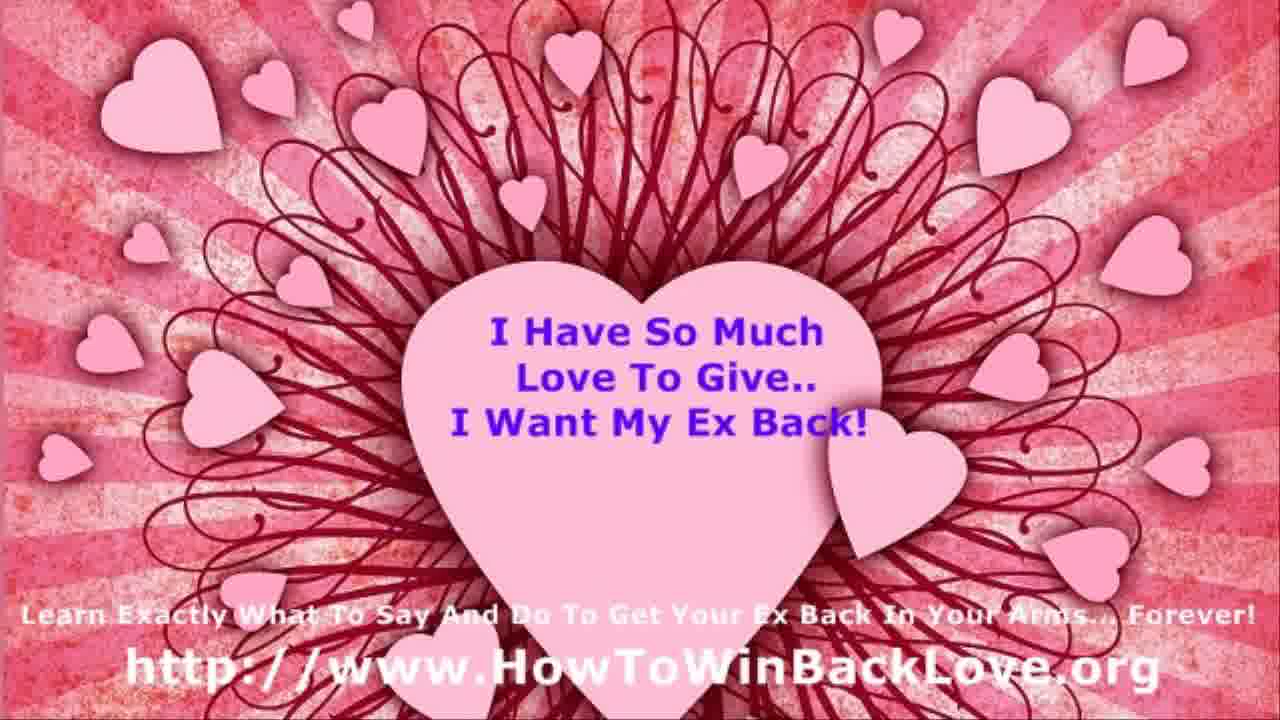 I Have So Much
Love To Give..
I Want My Ex Back!
Learn Exactly What To Say And Do To Get Your Ex Back In Your Arms... Forever!
http://www.HowToWinBackLove.org